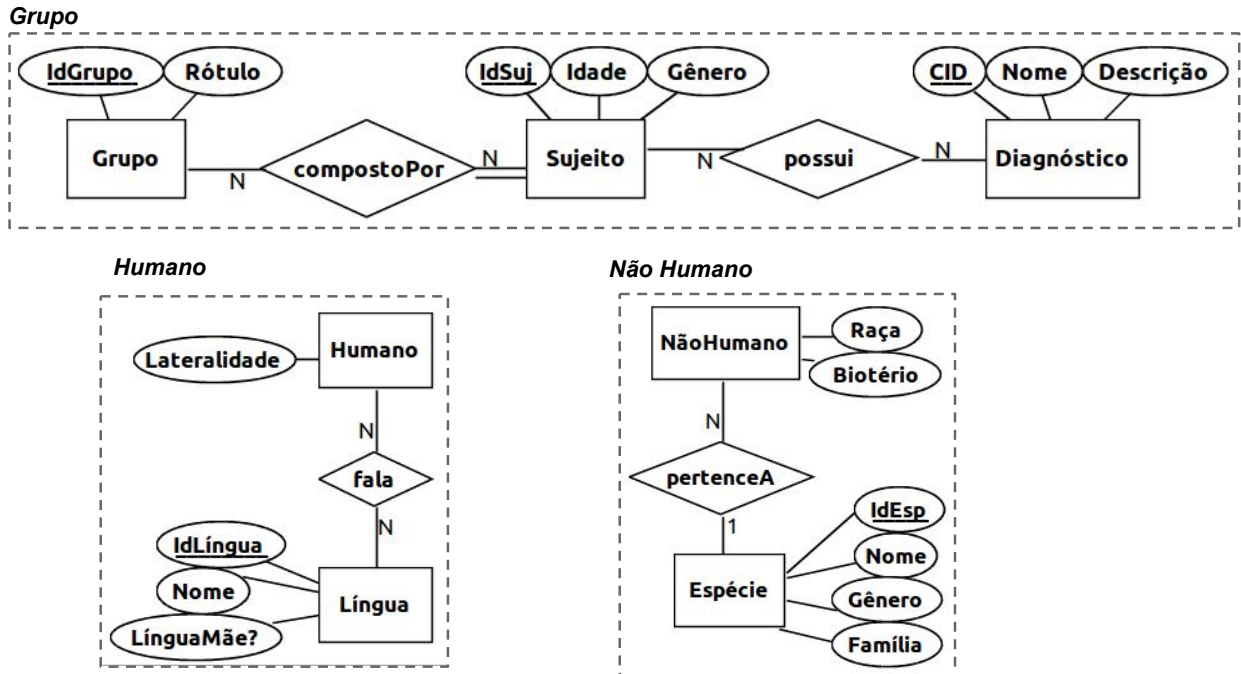 Grupo
IdGrupo Rótulo IdSuj Idade Gênero CID Nome Descrição
Grupo N compostoPor N Sujeito N possui N Diagnóstico
Humano
Lateralidade Humano
N
fala
N
IdLíngua
Nome
Língua
LínguaMãe?
Não Humano
NãoHumano Raça
Biotério
N
pertenceA
1
IdEsp
Nome
Espécie
Gênero
Família